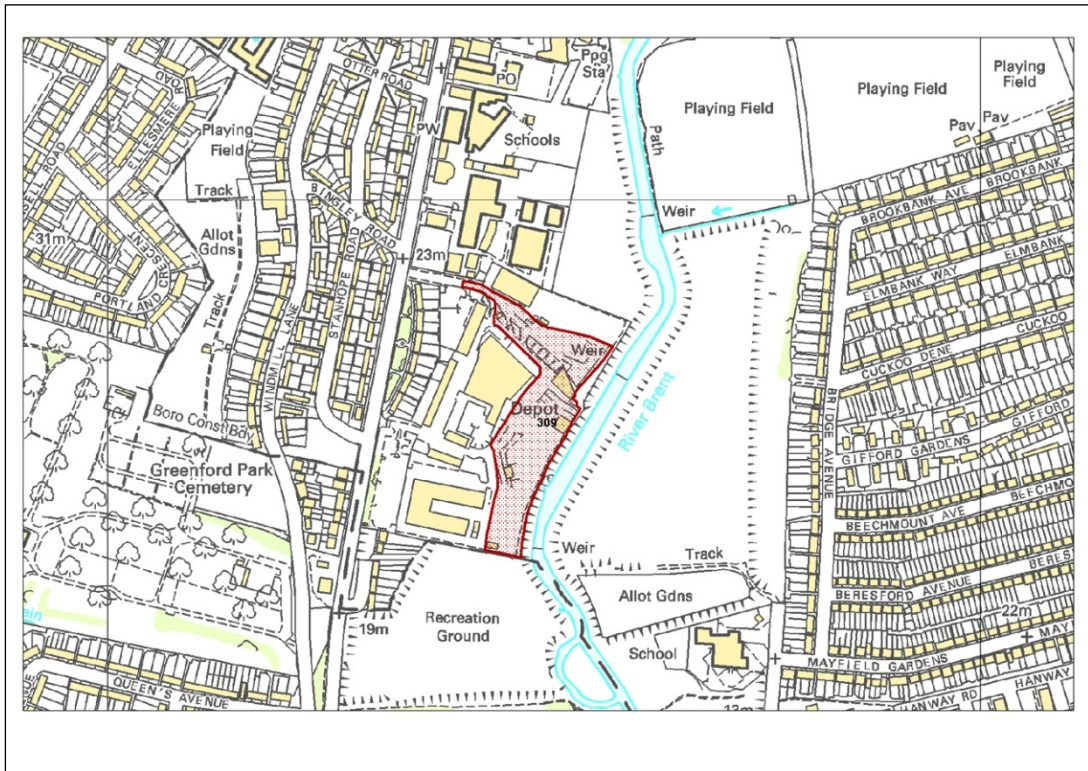 OTTER ROAD
ELLESMERE ROAD
Playing
Field
PW
PO
Schools
Ppg
Sta
Path
Playing Field
Playing Field
Playing
Field
Pav
Pav
BROOKBANK AVE
BROOKBANK
Track
Weir
BINGLEY ROAD
31m
Allot
Gdns
23m
ELMBANK WAY
ELMBANK
PORTLAND CRESCENT
STANHOPE ROAD
WINDMILL LANE
Track
CUCKOO DENE
CUCKOO
Weir
River Brent
BRIDGE AVENUE
Depot
309
Boro Const Bdy
GIFFORD GARDENS
GIFFORD
Greenford Park
Cemetery
BEECHMOUNT AVE
BEECHM
Weir
Track
Allot Gdns
BERESFORD AVENUE
BERES
19m
Recreation
Ground
22m
School
MAYFIELD GARDENS
MAY
QUEEN'S AVENUE
HANWAY RD
HANWAY
13m